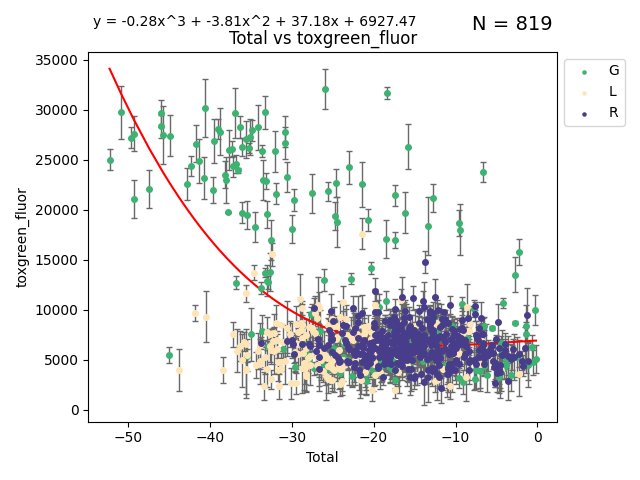 y = -0.28x^3 + -3.81x^2 + 37.18x + 6927.47
N = 819
Total vs toxgreen_fluor
35000
30000
25000
20000
15000
10000
5000
0
toxgreen_fluor
−50
−40
−30
−20
−10
0
Total
G
L
R